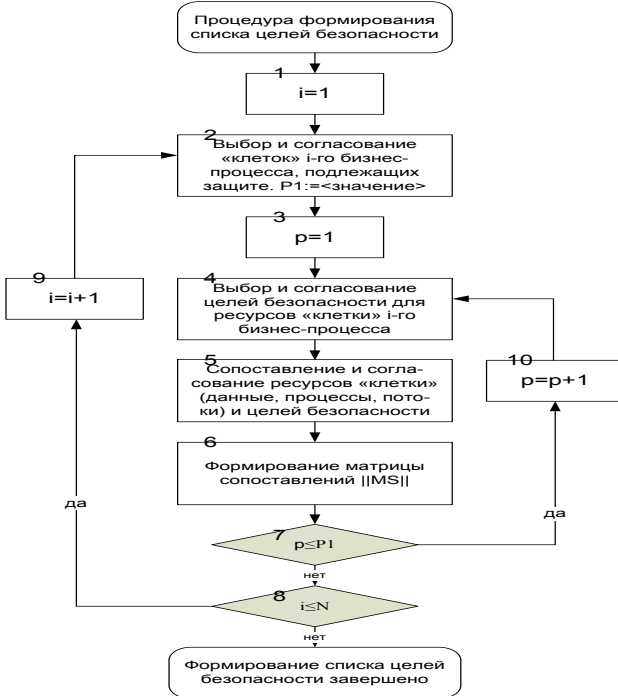 Процедура формирования
списка целей безопасности
1
i=1
2
Выбор и согласование
«клеток» i-го бизнес-
процесса, подлежащих
защите. P1:=<значение>
3
p=1
9
i=i+1
4
Выбор и согласование
целей безопасности для
ресурсов «клетки» i-го
бизнес-процесса
5
Сопоставление и согла-
сование ресурсов «клетки»
(данные, процессы, пото-
ки) и целей безопасности
10
p=p+1
6
Формирование матрицы
сопоставлений ||MS||
да
да
7
p≤P1
нет
8
i≤N
нет
Формирование списка целей
безопасности завершено